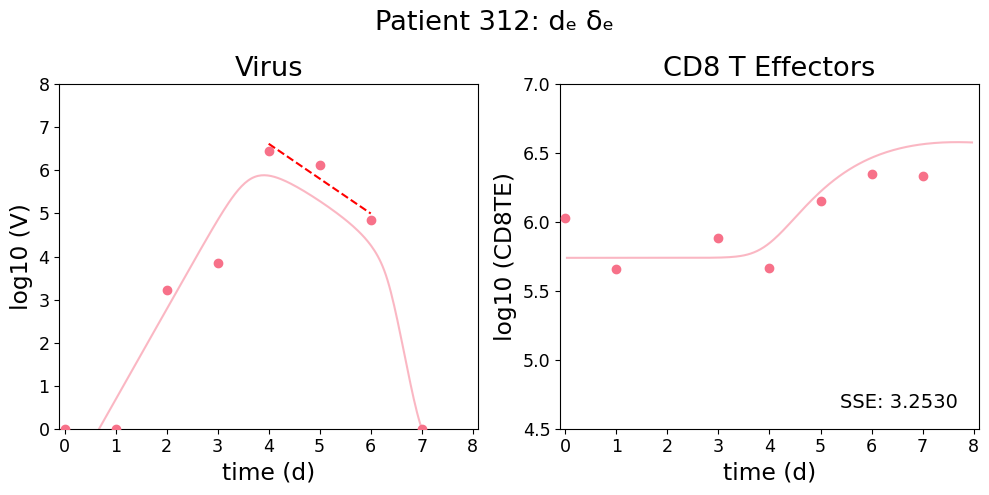 Patient 312: dₑ δₑ
Virus
CD8 T Effectors
8
7
6
5
4
3
2
1
0
log10 (V)
0 1 2 3 4 5 6 7 8
time (d)
7.0
6.5
6.0
5.5
5.0
4.5
log10 (CD8TE)
SSE: 3.2530
0 1 2 3 4 5 6 7 8
time (d)